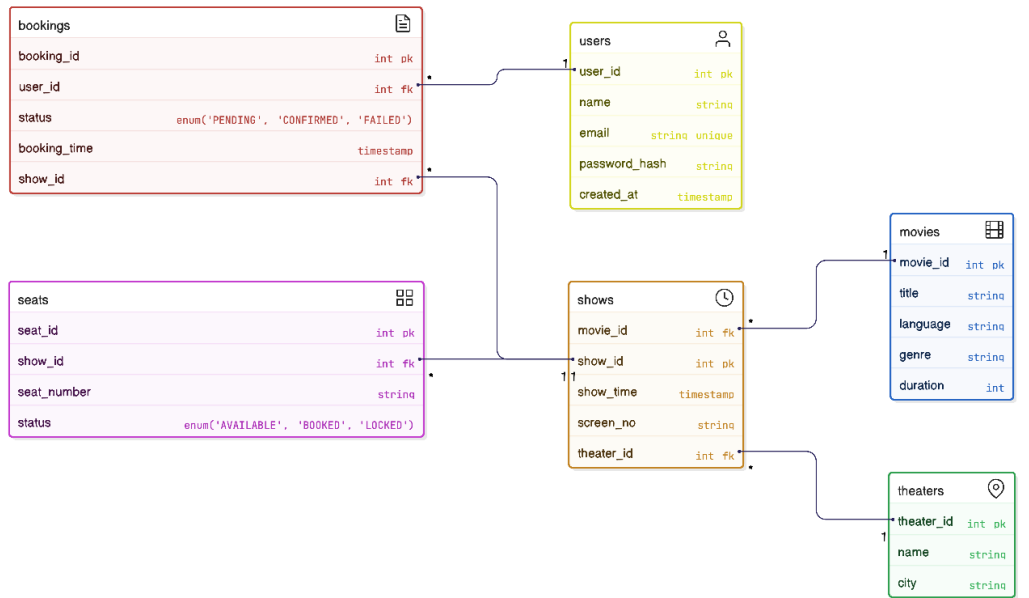 bookings
booking_id int pk
user_id int fk
status enum('PENDING', 'CONFIRMED', 'FAILED')
booking_time timestamp
show_id int fk
users
user_id int pk
name string
email string unique
password_hash string
created_at timestamp
movies
movie_id int pk
title string
language string
genre string
duration int
seats
seat_id int pk
show_id int fk
seat_number string
status enum('AVAILABLE', 'BOOKED', 'LOCKED')
shows
movie_id int fk
show_id int pk
show_time timestamp
screen_no string
theater_id int fk
theaters
theater_id int pk
name string
city string
*
1
*
*
1 1
*
1
*
1